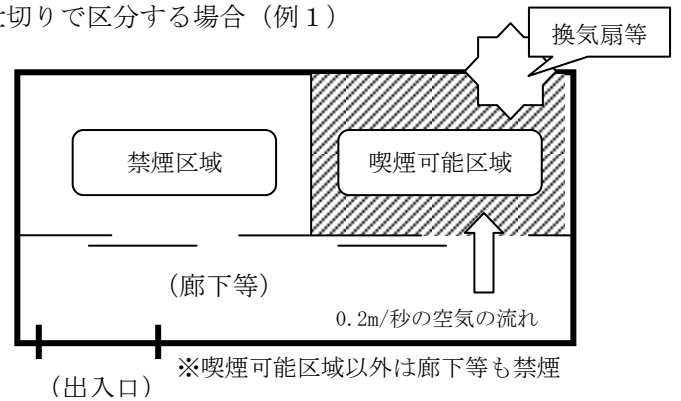 仕切りで区分する場合（例１）
換気扇等
禁煙区域
喫煙可能区域
（廊下等）
0.2m/秒の空気の流れ
※喫煙可能区域以外は廊下等も禁煙
（出入口）